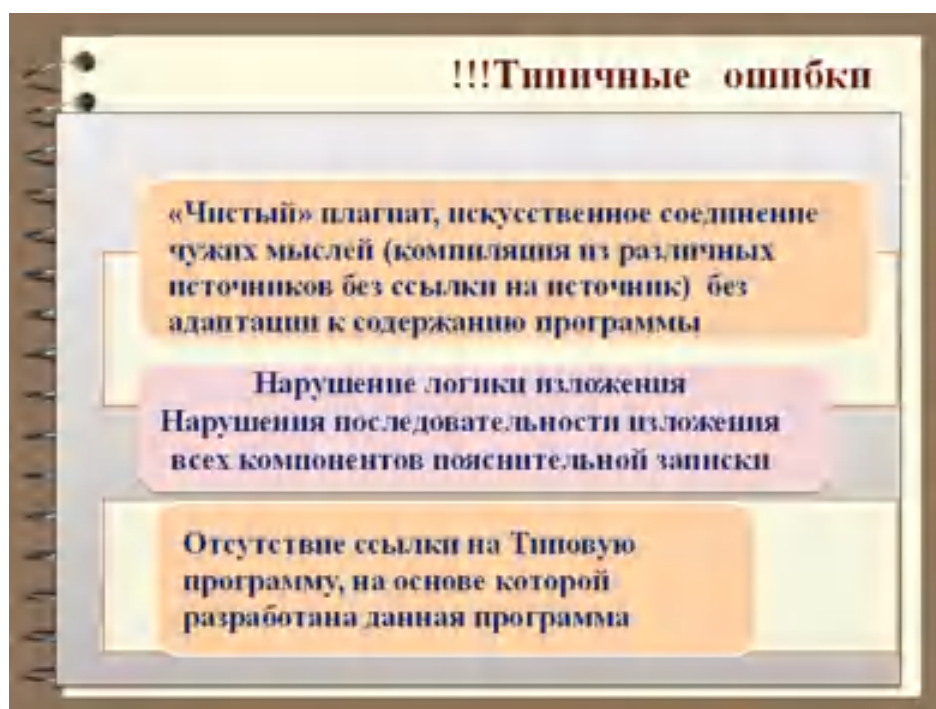 !!!Типичные ошибки
«Чистый» плагиат, искусственное соединение
чужих мыслей (компиляция из различных
источников без ссылки на источник) без
адаптации к содержанию программы
Нарушение логики изложения
Нарушения последовательности изложения
всех компонентов пояснительной записки
Отсутствие ссылки на Типовую
программу, на основе которой
разработана данная программа